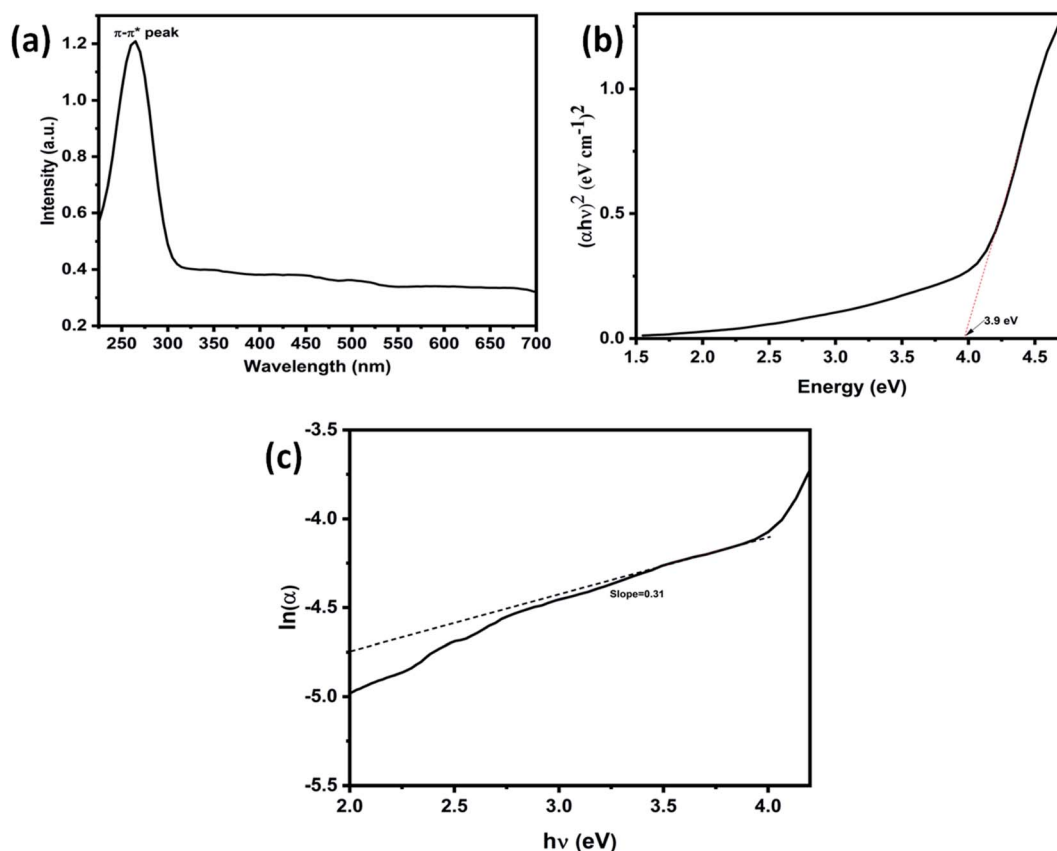 (a)
π-π* peak
1.2
1.0
0.8
0.6
0.4
0.2
Intensity (a.u.)
250 300 350 400 450 500 550 600 650 700
Wavelength (nm)
(b)
1.0
0.5
0.0
(αhν)² (eV cm⁻¹)²
3.9 eV
1.5 2.0 2.5 3.0 3.5 4.0 4.5
Energy (eV)
(c)
-3.5
-4.0
-4.5
-5.0
-5.5
ln(α)
Slope=0.31
2.0 2.5 3.0 3.5 4.0
hν (eV)